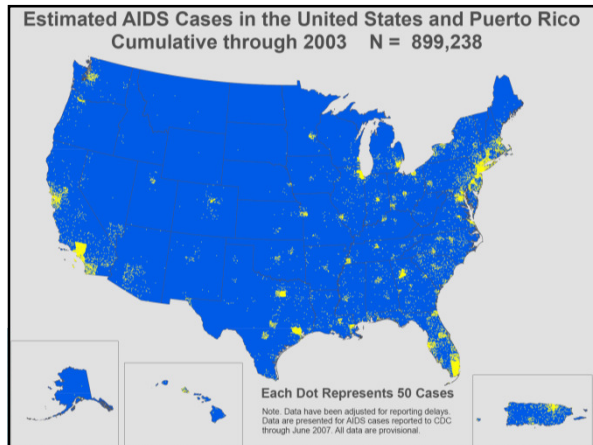 Estimated AIDS Cases in the United States and Puerto Rico
Cumulative through 2003 N = 899,238
Each Dot Represents 50 Cases
Note. Data have been adjusted for reporting delays.
Data are presented for AIDS cases reported to CDC
through June 2007. All data are provisional.